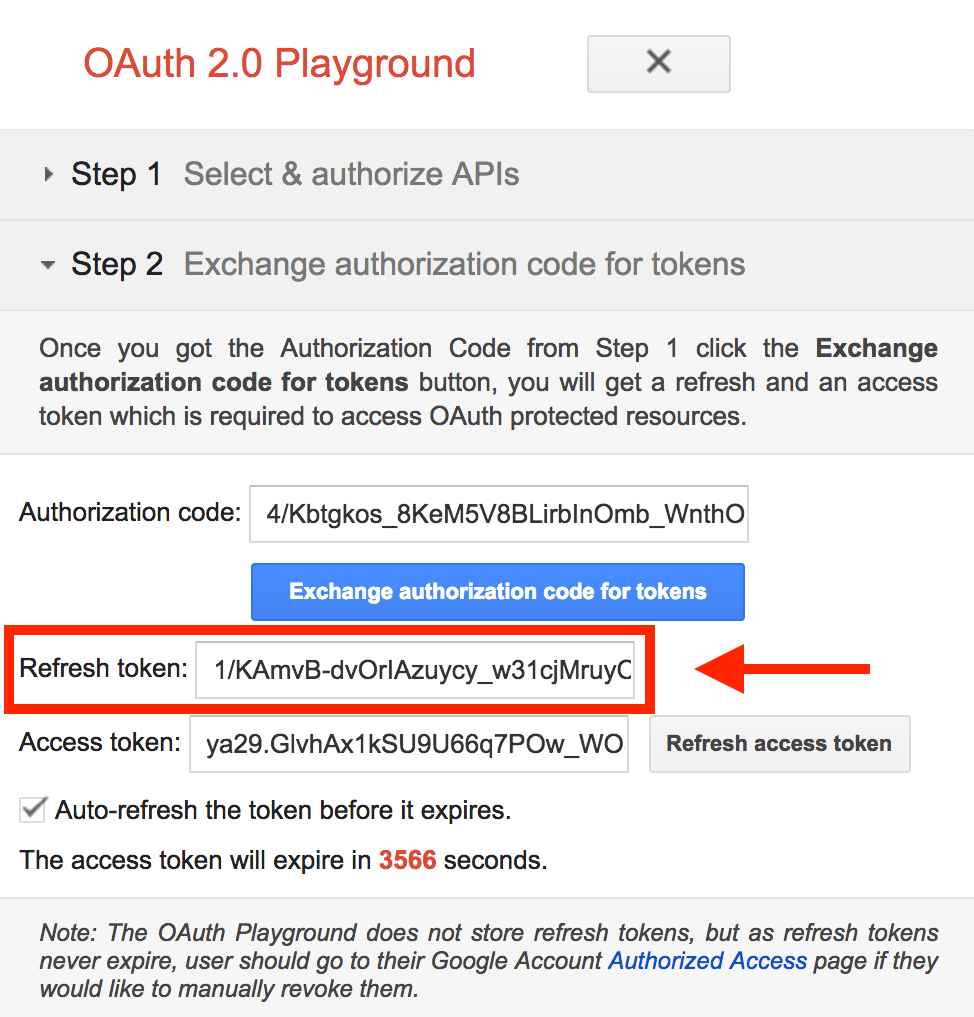 OAuth 2.0 Playground
Step 1 Select & authorize APIs
Step 2 Exchange authorization code for tokens
Once you got the Authorization Code from Step 1 click the Exchange
authorization code for tokens button, you will get a refresh and an access
token which is required to access OAuth protected resources.
Authorization code: 4/Kbtgkos_8KeM5V8BLirbInOmb_WnthO
Exchange authorization code for tokens
Refresh token: 1/KAmvB-dvOrIAzuycy_w31cjMruyC
Access token: ya29.GlvhAx1kSU9U66q7POw_WO
Refresh access token
Auto-refresh the token before it expires.
The access token will expire in 3566 seconds.
Note: The OAuth Playground does not store refresh tokens, but as refresh tokens
never expire, user should go to their Google Account Authorized Access page if they
would like to manually revoke them.